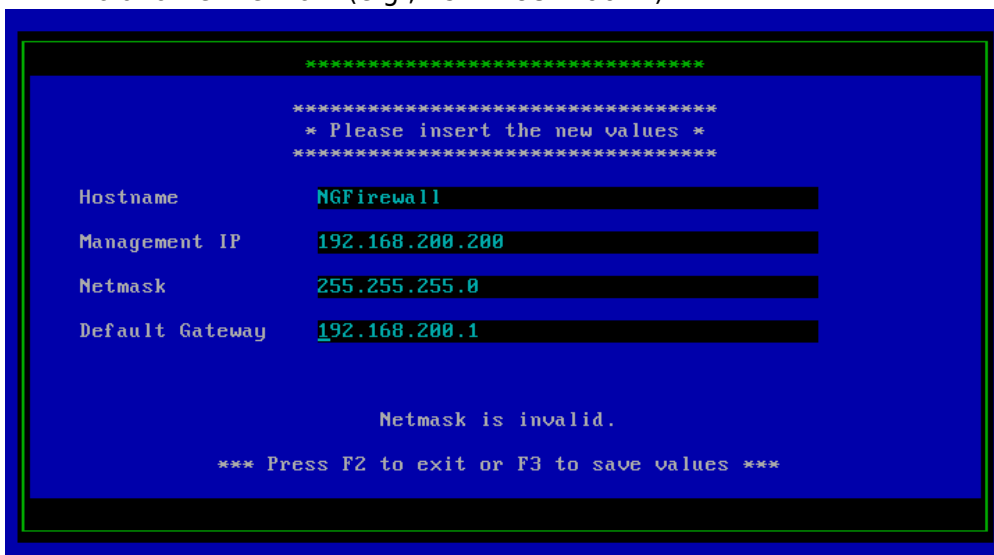 *********************************
**********************************
* Please insert the new values *
**********************************
Hostname NGFirewall
Management IP 192.168.200.200
Netmask 255.255.255.0
Default Gateway 192.168.200.1
Netmask is invalid.
*** Press F2 to exit or F3 to save values ***